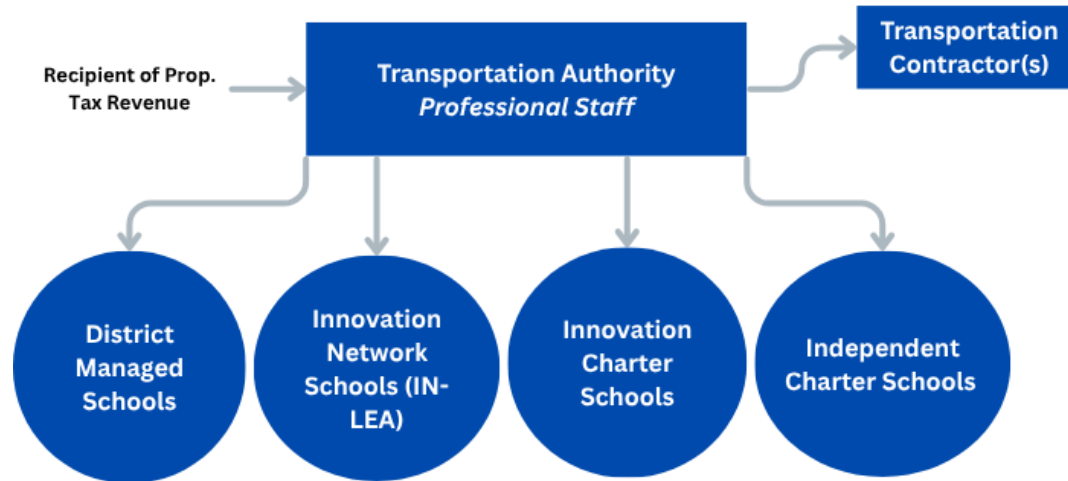 Recipient of Prop.
Tax Revenue
Transportation Authority
Professional Staff
Transportation
Contractor(s)
District
Managed
Schools
Innovation
Network
Schools (IN-
LEA)
Innovation
Charter
Schools
Independent
Charter Schools